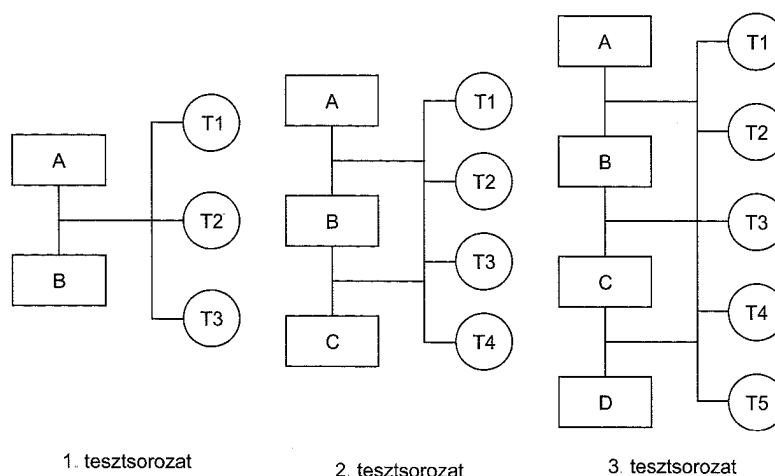 A
B
T1
T2
T3
1. tesztsorozat
A
B
C
T1
T2
T3
T4
2. tesztsorozat
A
B
C
D
T1
T2
T3
T4
T5
3. tesztsorozat